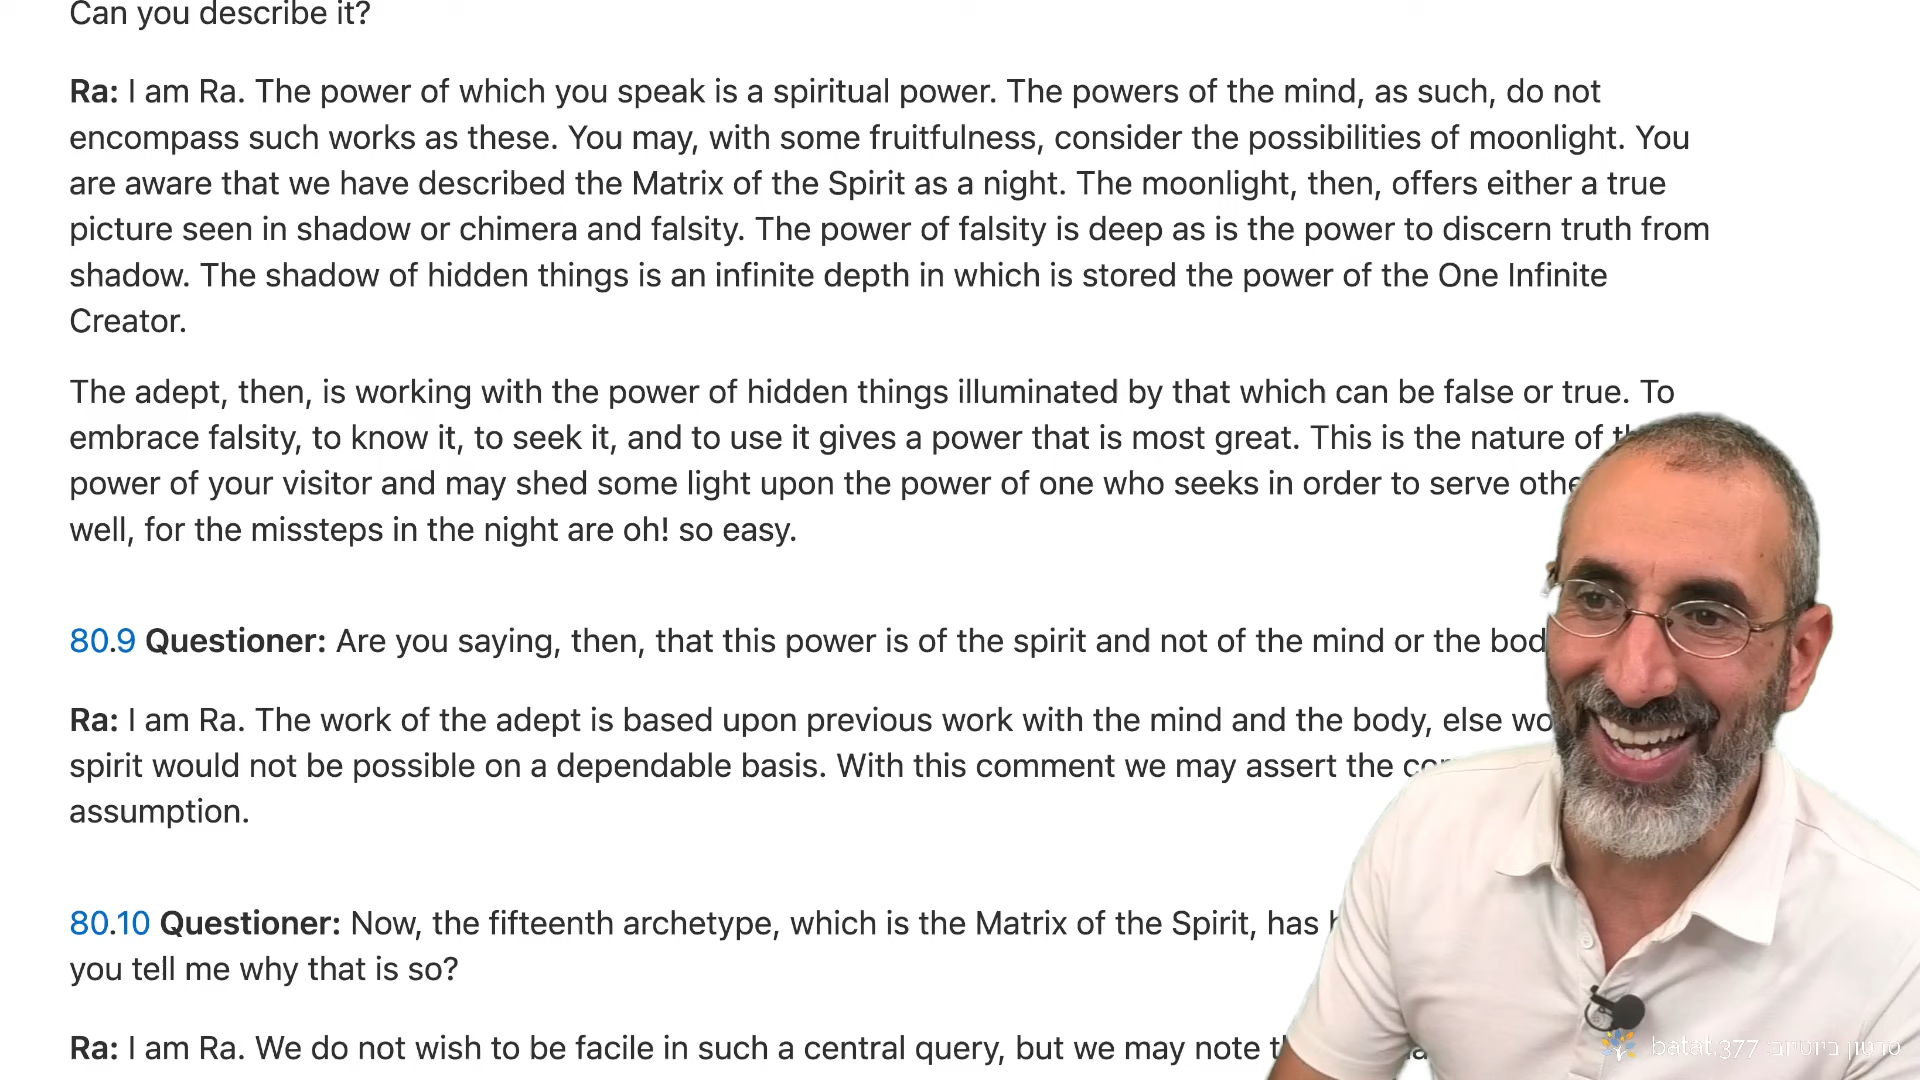 Can you describe it?
Ra: I am Ra. The power of which you speak is a spiritual power. The powers of the mind, as such, do not
encompass such works as these. You may, with some fruitfulness, consider the possibilities of moonlight. You
are aware that we have described the Matrix of the Spirit as a night. The moonlight, then, offers either a true
picture seen in shadow or chimera and falsity. The power of falsity is deep as is the power to discern truth from
shadow. The shadow of hidden things is an infinite depth in which is stored the power of the One Infinite
Creator.
The adept, then, is working with the power of hidden things illuminated by that which can be false or true. To
embrace falsity, to know it, to seek it, and to use it gives a power that is most great. This is the nature of
power of your visitor and may shed some light upon the power of one who seeks in order to serve
well, for the missteps in the night are oh! so easy.
80.9 Questioner: Are you saying, then, that this power is of the spirit and not of the mind or the
Ra: I am Ra. The work of the adept is based upon previous work with the mind and the body, else
spirit would not be possible on a dependable basis. With this comment we may assert the
assumption.
80.10 Questioner: Now, the fifteenth archetype, which is the Matrix of the Spirit, has
you tell me why that is so?
Ra: I am Ra. We do not wish to be facile in such a central query, but we may note
batat.377 סרטון ביוטיוב